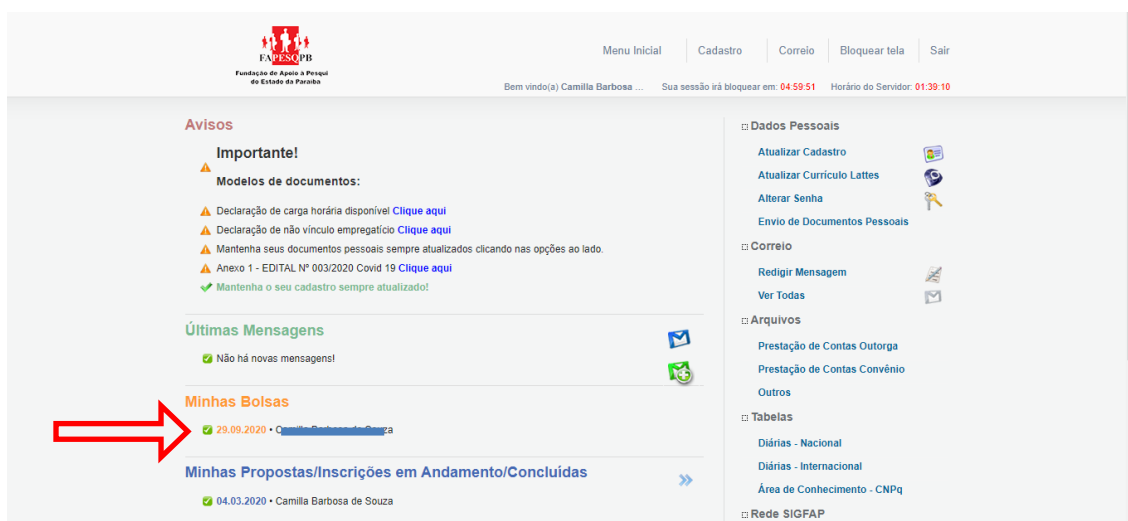 FAPESQPB
Fundação de Apoio à Pesqui
do Estado da Paraíba
Menu Inicial
Cadastro
Correio
Bloquear tela
Sair
Bem vindo(a) Camilla Barbosa ...
Sua sessão irá bloquear em: 04:59:51
Horário do Servidor: 01:39:10
Avisos
Importante!
Modelos de documentos:
Declaração de carga horária disponível Clique aqui
Declaração de não vínculo empregatício Clique aqui
Mantenha seus documentos pessoais sempre atualizados clicando nas opções ao lado.
Anexo 1 - EDITAL Nº 003/2020 Covid 19 Clique aqui
Mantenha o seu cadastro sempre atualizado!
Últimas Mensagens
Não há novas mensagens!
Minhas Bolsas
29.09.2020 •
Minhas Propostas/Inscrições em Andamento/Concluídas
04.03.2020 • Camilla Barbosa de Souza
Dados Pessoais
Atualizar Cadastro
Atualizar Currículo Lattes
Alterar Senha
Envio de Documentos Pessoais
Correio
Redigir Mensagem
Ver Todas
Arquivos
Prestação de Contas Outorga
Prestação de Contas Convênio
Outros
Tabelas
Diárias - Nacional
Diárias - Internacional
Área de Conhecimento - CNPq
Rede SIGFAP